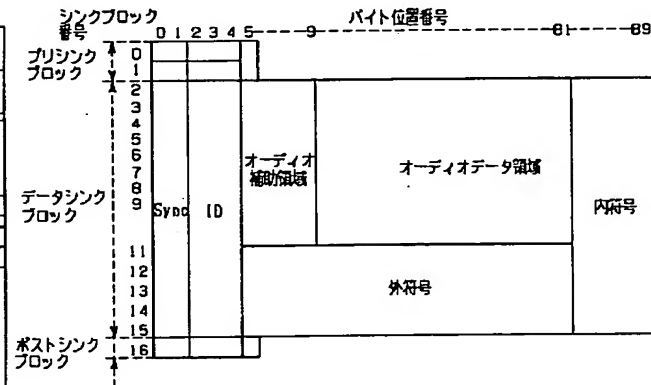 シンクブロック
番号
バイト位置番号
0 1 2 3 4 5 9 81 89
プリシンク
ブロック
0
1
データシンク
ブロック
2
3
4
5
6
7
8
9
11
12
13
14
15
Sync
ID
オーディオ
補助領域
オーディオデータ領域
内符号
外符号
ポストシンク
ブロック
16